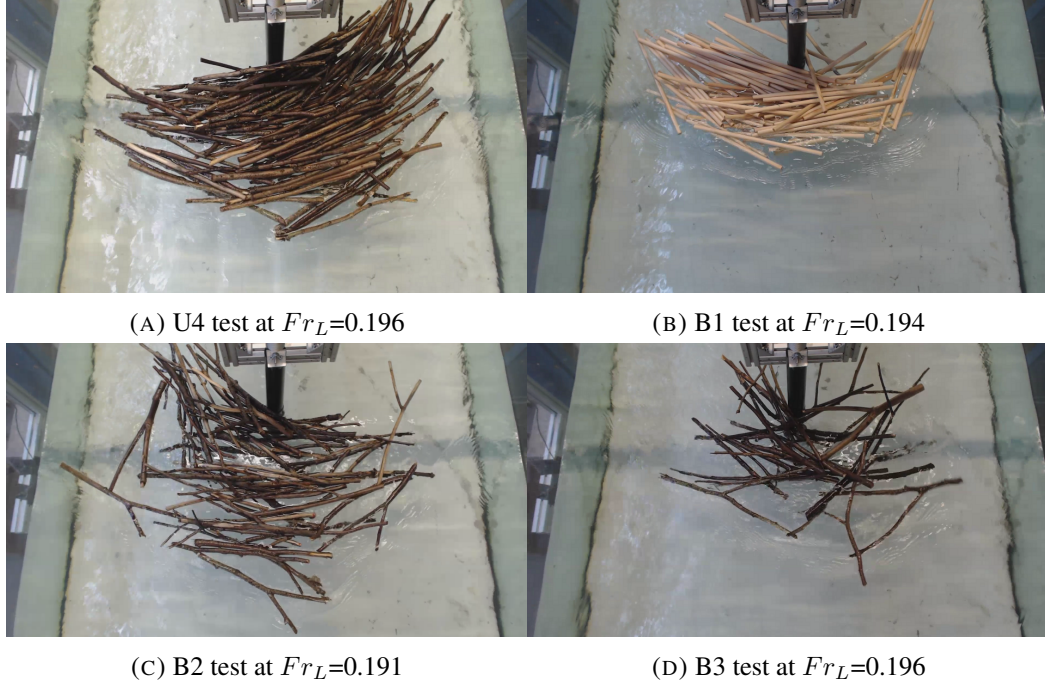 (A) U4 test at Fr_L=0.196
(B) B1 test at Fr_L=0.194
(C) B2 test at Fr_L=0.191
(D) B3 test at Fr_L=0.196